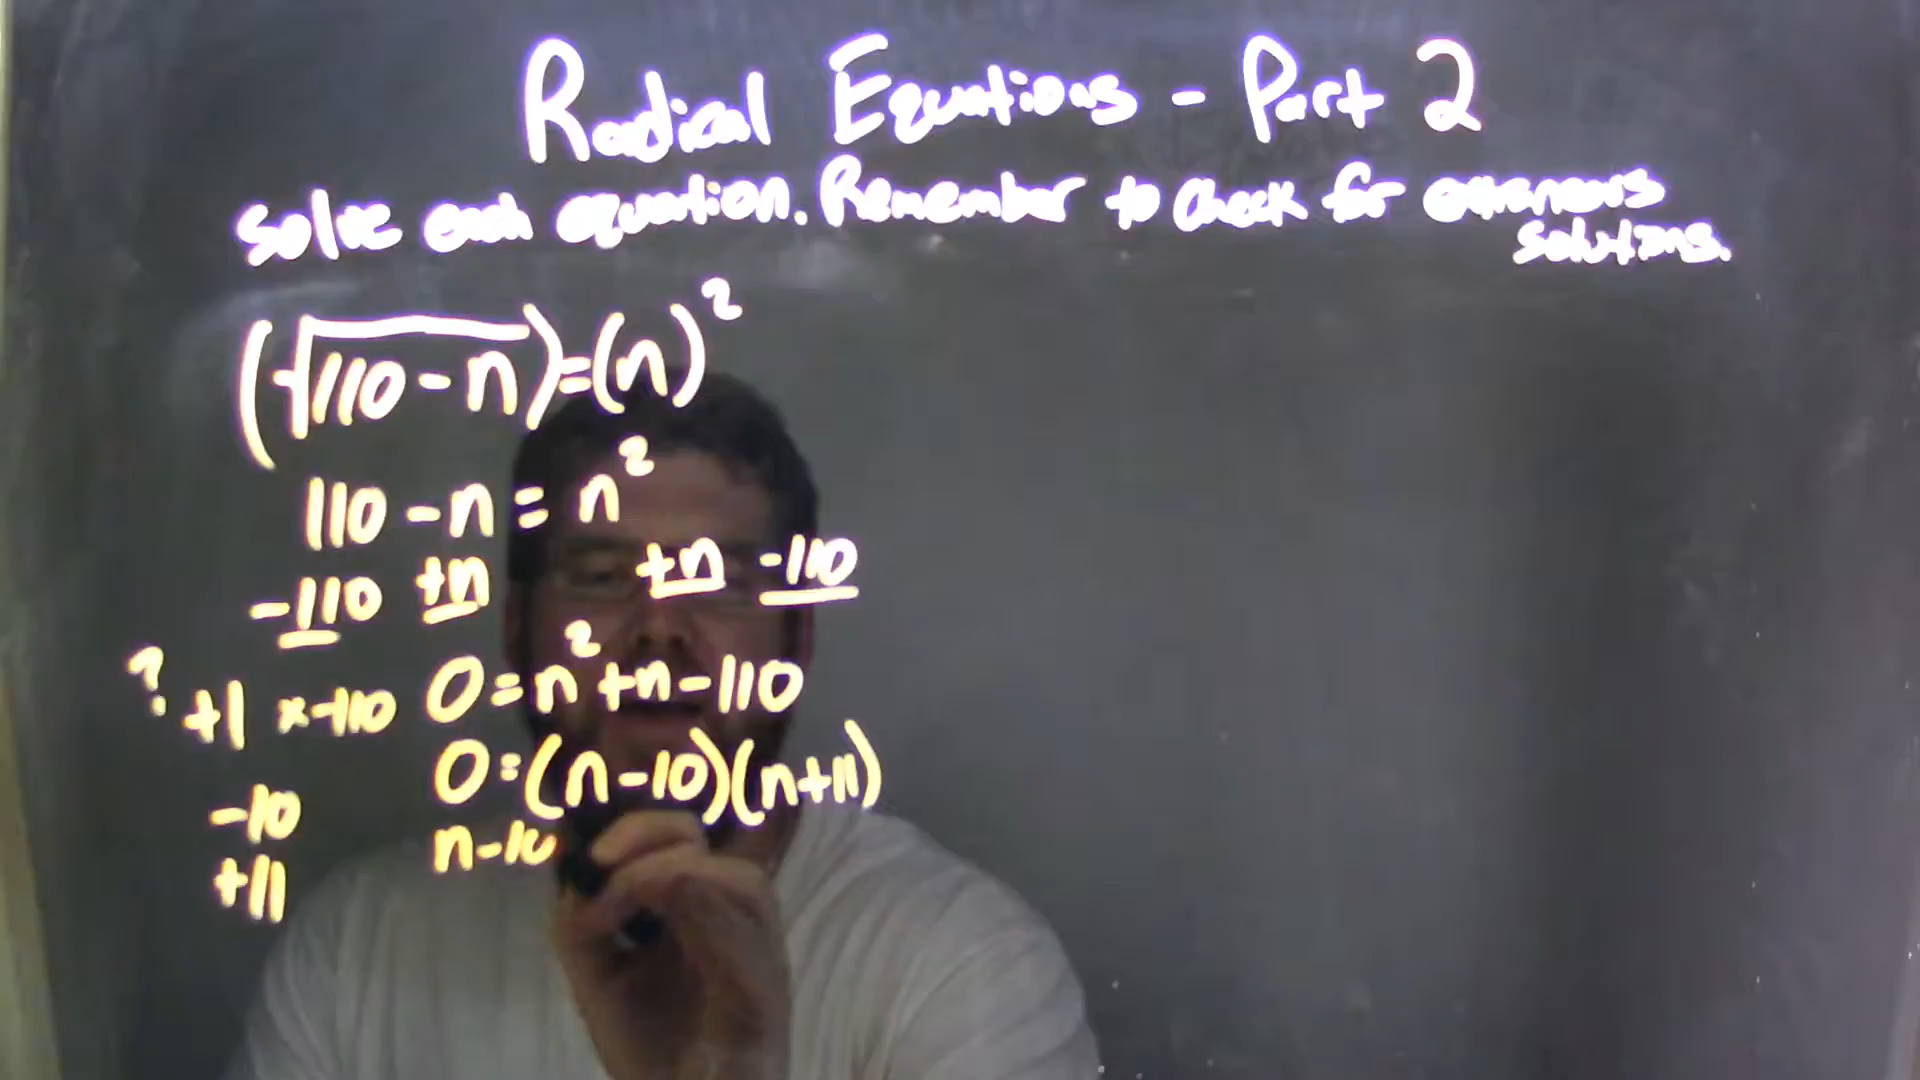 Radical Equations - Part 2
Solve each equation. Remember to check for extraneous
solutions.
(√110-n)=(n)²
110-n=n²
-110 +n +n -110
? +1 x-110 0=n²+n-110
0=(n-10)(n+11)
-10 n-10
+11